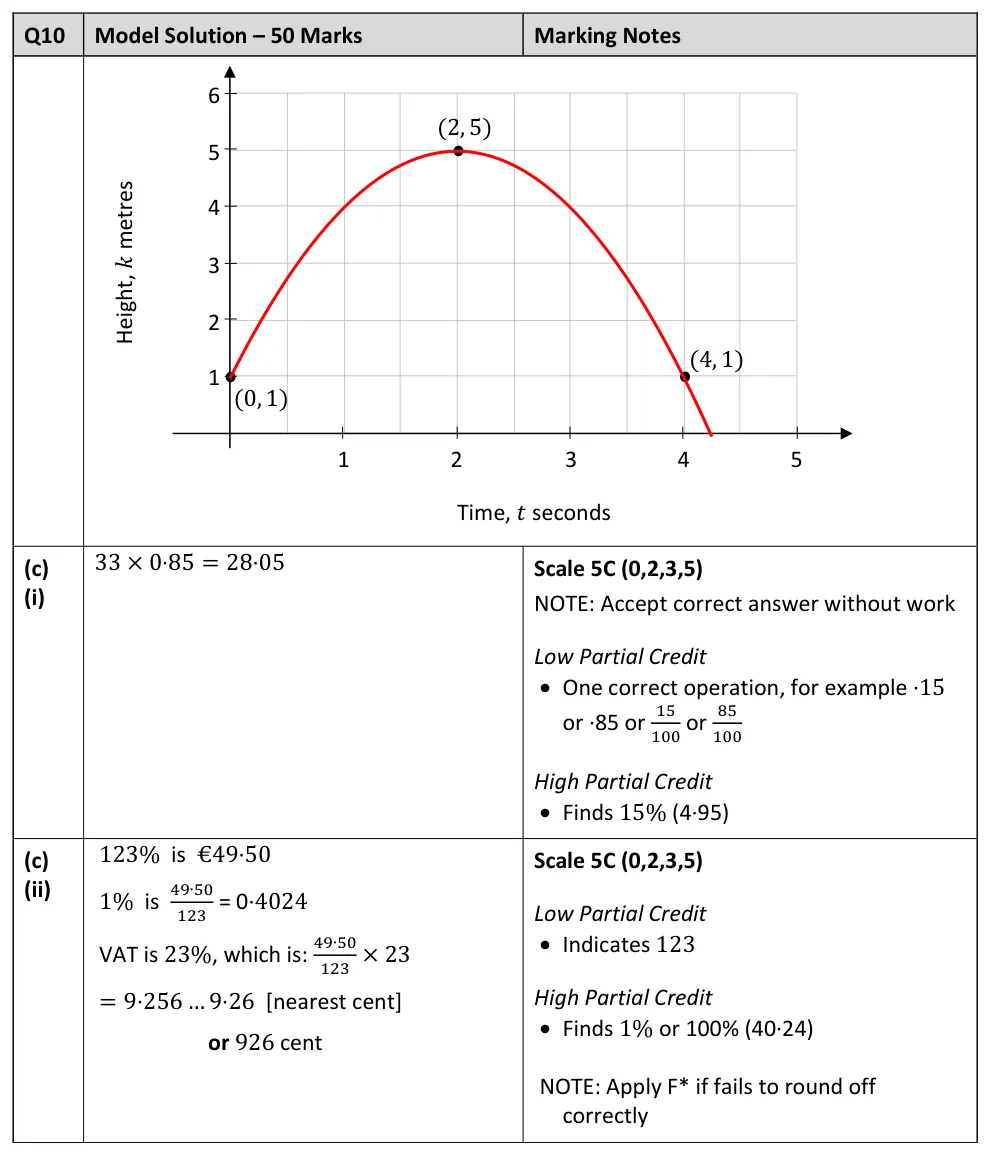 Q10 Model Solution – 50 Marks Marking Notes
6
(2, 5)
5
4
3
2
1
(4, 1)
(0, 1)
Height, k metres
1 2 3 4 5
Time, t seconds
(c)
(i)
33 × 0·85 = 28·05
Scale 5C (0,2,3,5)
NOTE: Accept correct answer without work
Low Partial Credit
• One correct operation, for example ·15
or ·85 or 15/100 or 85/100
High Partial Credit
• Finds 15% (4·95)
(c)
(ii)
123% is €49·50
1% is 49·50/123 = 0·4024
VAT is 23%, which is: 49·50/123 × 23
= 9·256 … 9·26 [nearest cent]
or 926 cent
Scale 5C (0,2,3,5)
Low Partial Credit
• Indicates 123
High Partial Credit
• Finds 1% or 100% (40·24)
NOTE: Apply F* if fails to round off
correctly